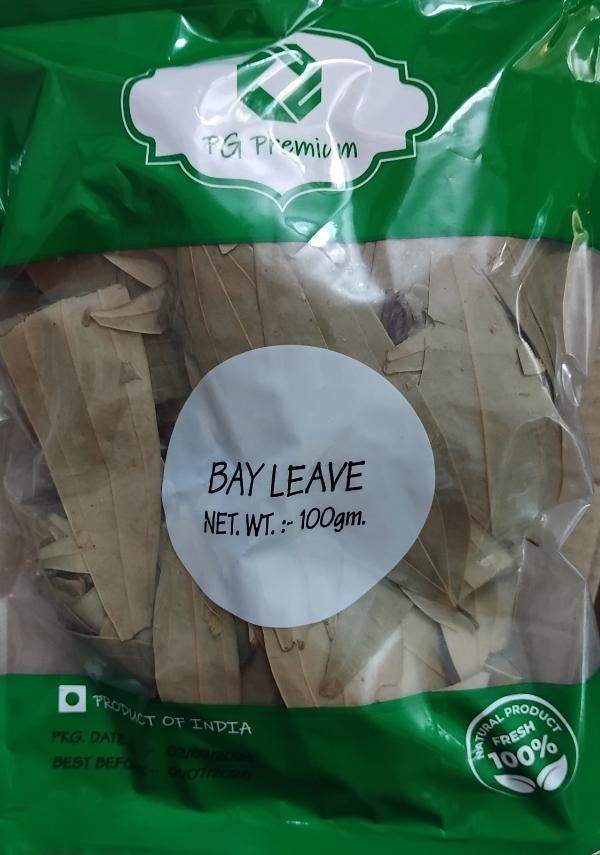 PG Premium
BAY LEAVE
NET. WT. :- 100gm.
PRODUCT OF INDIA
PKG. DATE
BEST BEFORE
NATURAL PRODUCT
FRESH
100%